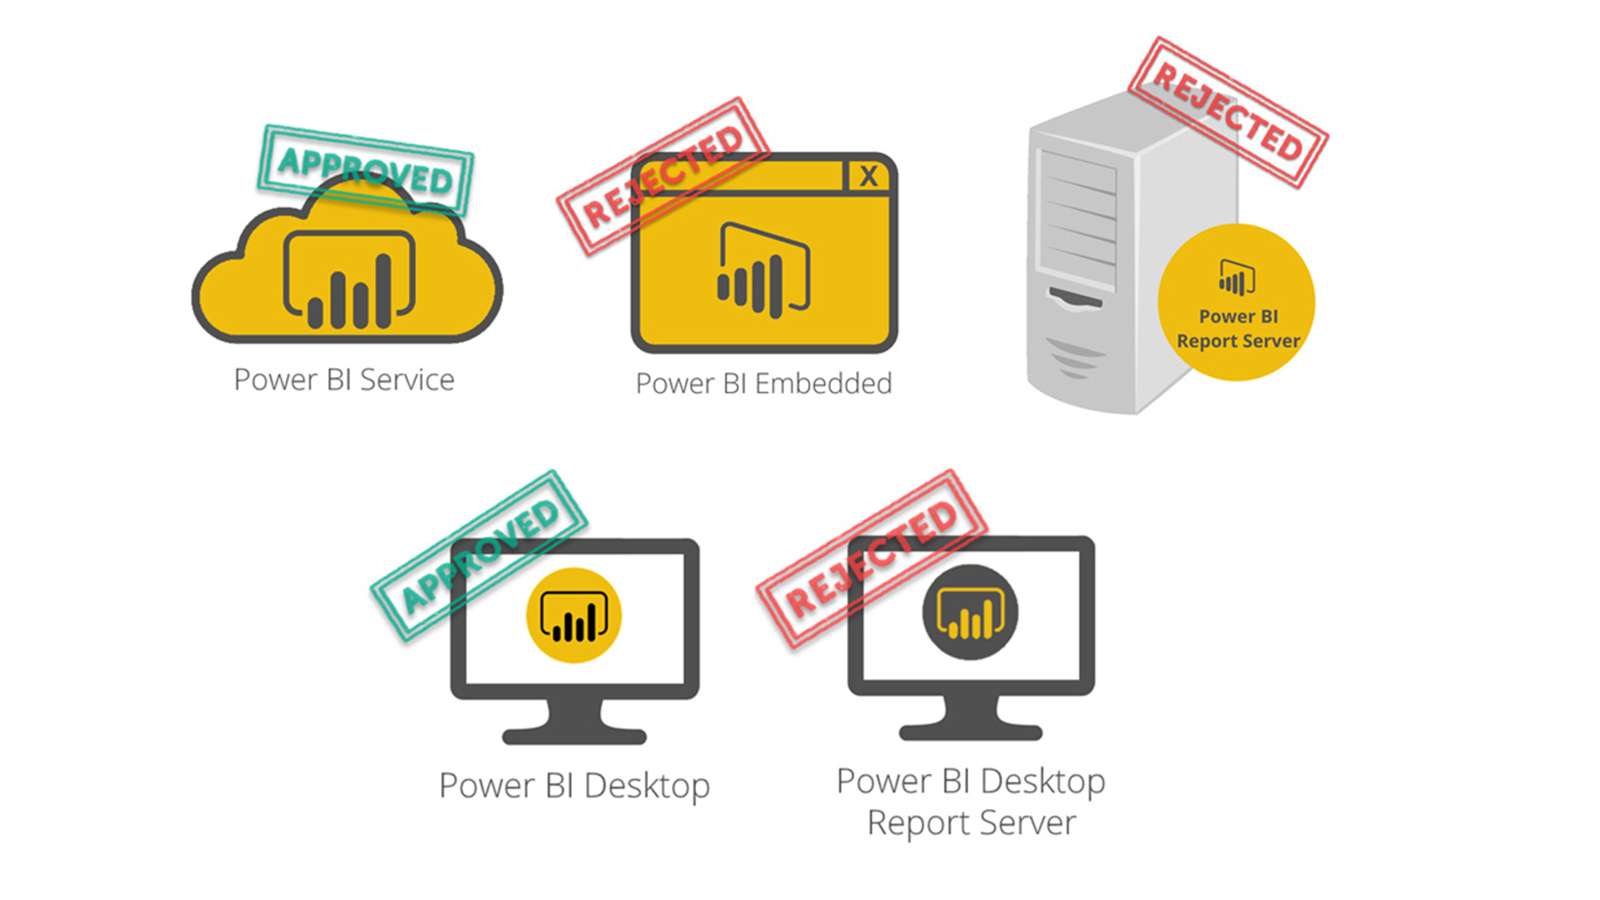 APPROVED
Power BI Service
REJECTED
X
Power BI Embedded
REJECTED
Power BI
Report Server
APPROVED
Power BI Desktop
REJECTED
Power BI Desktop
Report Server